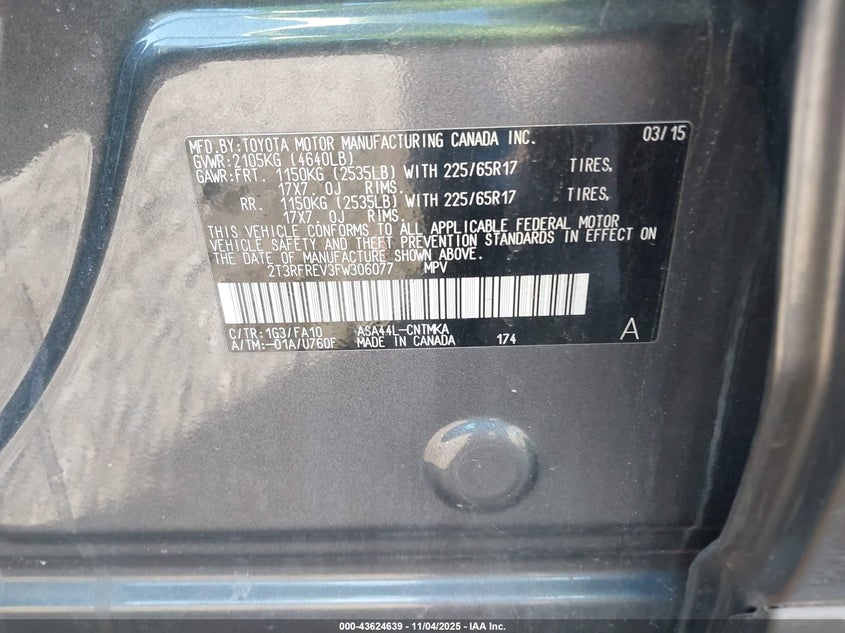 MFD.BY:TOYOTA MOTOR MANUFACTURING CANADA INC. 03/15
GVWR:2105KG (4640LB)
GAWR:FRT. 1150KG (2535LB) WITH 225/65R17 TIRES,
17X7.0J RIMS.
RR. 1150KG (2535LB) WITH 225/65R17 TIRES,
17X7.0J RIMS.
THIS VEHICLE CONFORMS TO ALL APPLICABLE FEDERAL MOTOR
VEHICLE SAFETY AND THEFT PREVENTION STANDARDS IN EFFECT ON
THE DATE OF MANUFACTURE SHOWN ABOVE.
2T3RFREV3FW306077 MPV
C/TR:1G3/FA10 ASA44L-CNTMKA
A/TM:-01A/U760F MADE IN CANADA 174 A
000-43624639 - 11/04/2025 - IAA Inc.